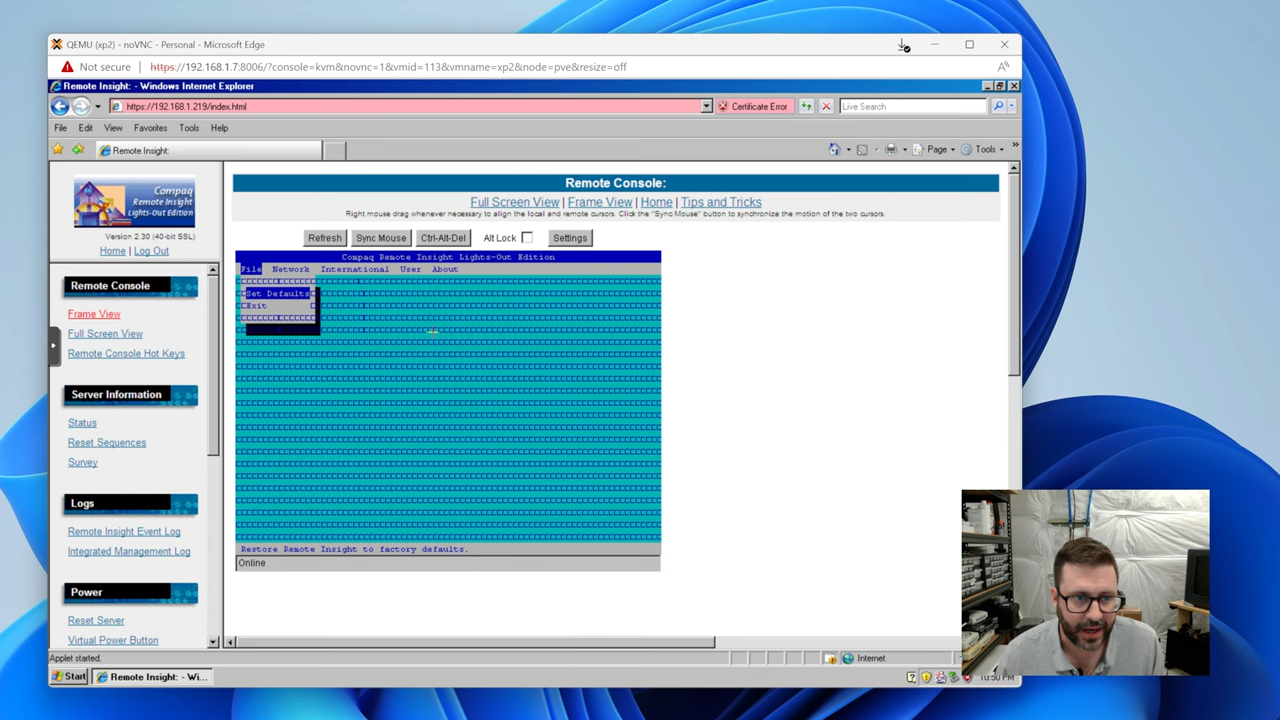 QEMU (xp2) - noVNC - Personal - Microsoft Edge
Not secure https://192.168.1.7:8006/?console=kvm&novnc=1&vmid=113&vmname=xp2&node=pve&resize=off
Remote Insight: - Windows Internet Explorer
https://192.168.1.219/index.html Certificate Error Live Search
File Edit View Favorites Tools Help
Remote Insight: Page Tools
Compaq
Remote Insight
Lights-Out Edition
Version 2.30 (40-bit SSL)
Home | Log Out
Remote Console
Frame View
Full Screen View
Remote Console Hot Keys
Server Information
Status
Reset Sequences
Survey
Logs
Remote Insight Event Log
Integrated Management Log
Power
Reset Server
Virtual Power Button
Remote Console:
Full Screen View | Frame View | Home | Tips and Tricks
Right mouse drag whenever necessary to align the local and remote cursors. Click the "Sync Mouse" button to synchronize the motion of the two cursors.
Refresh Sync Mouse Ctrl-Alt-Del Alt Lock Settings
Compaq Remote Insight Lights-Out Edition
File Network International User About
Set Defaults
Exit
Restore Remote Insight to factory defaults.
Online
Applet started. Internet
Start Remote Insight: - Wi... 10:50 PM